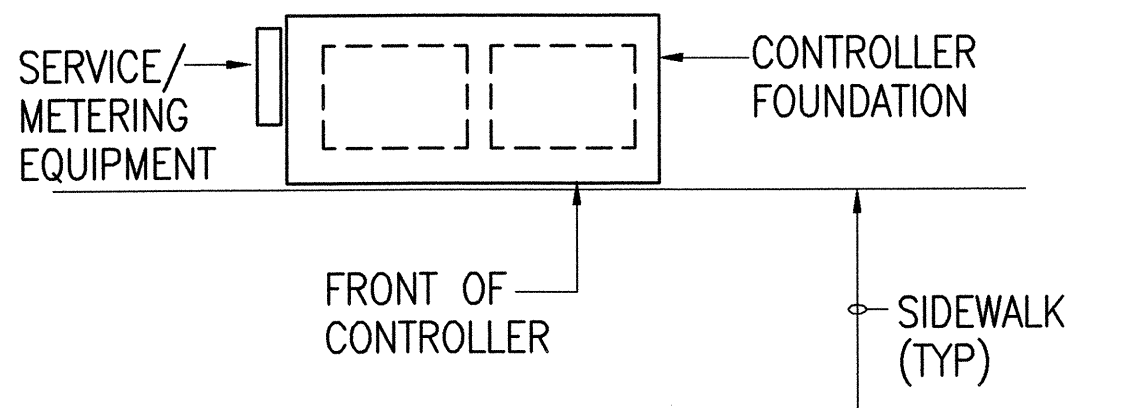 SERVICE/
METERING
EQUIPMENT
CONTROLLER
FOUNDATION
FRONT OF
CONTROLLER
SIDEWALK
(TYP)